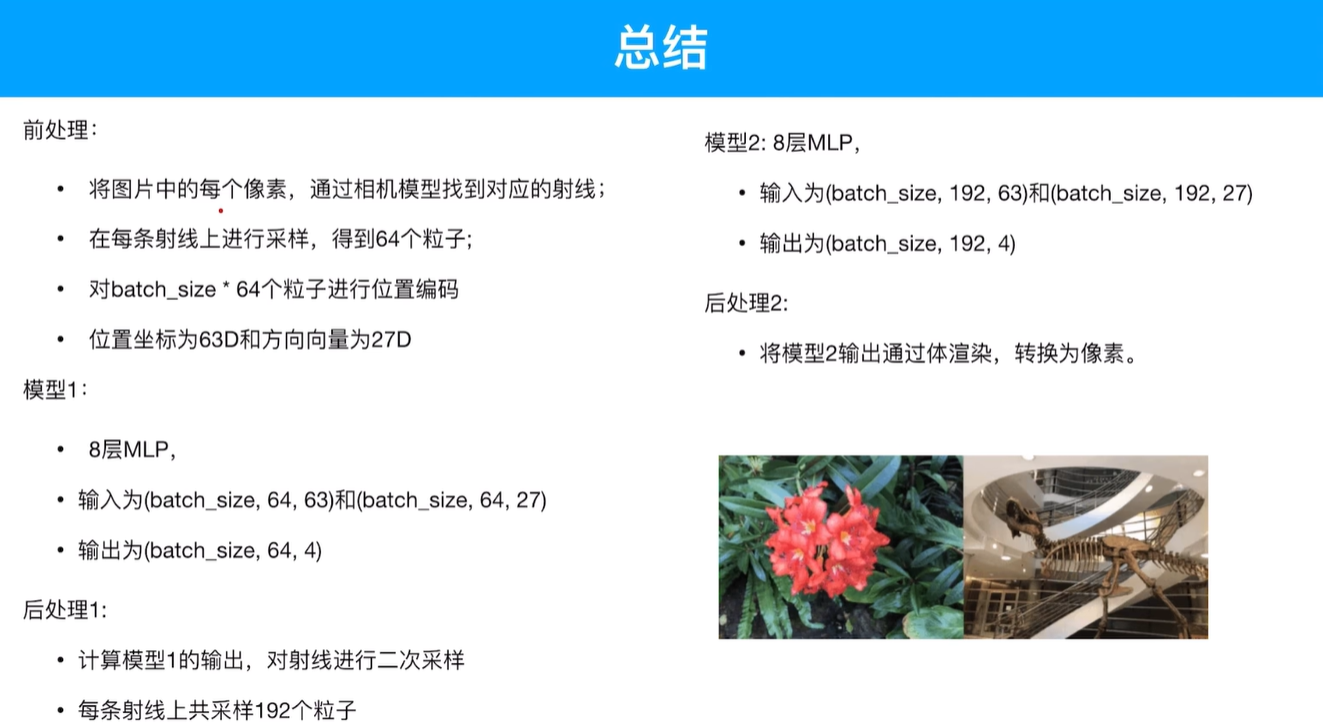 总结
前处理：
• 将图片中的每个像素，通过相机模型找到对应的射线；
• 在每条射线上进行采样，得到64个粒子;
• 对batch_size * 64个粒子进行位置编码
• 位置坐标为63D和方向向量为27D
模型1：
• 8层MLP，
• 输入为(batch_size, 64, 63)和(batch_size, 64, 27)
• 输出为(batch_size, 64, 4)
后处理1:
• 计算模型1的输出，对射线进行二次采样
• 每条射线上共采样192个粒子
模型2: 8层MLP，
• 输入为(batch_size, 192, 63)和(batch_size, 192, 27)
• 输出为(batch_size, 192, 4)
后处理2:
• 将模型2输出通过体渲染，转换为像素。